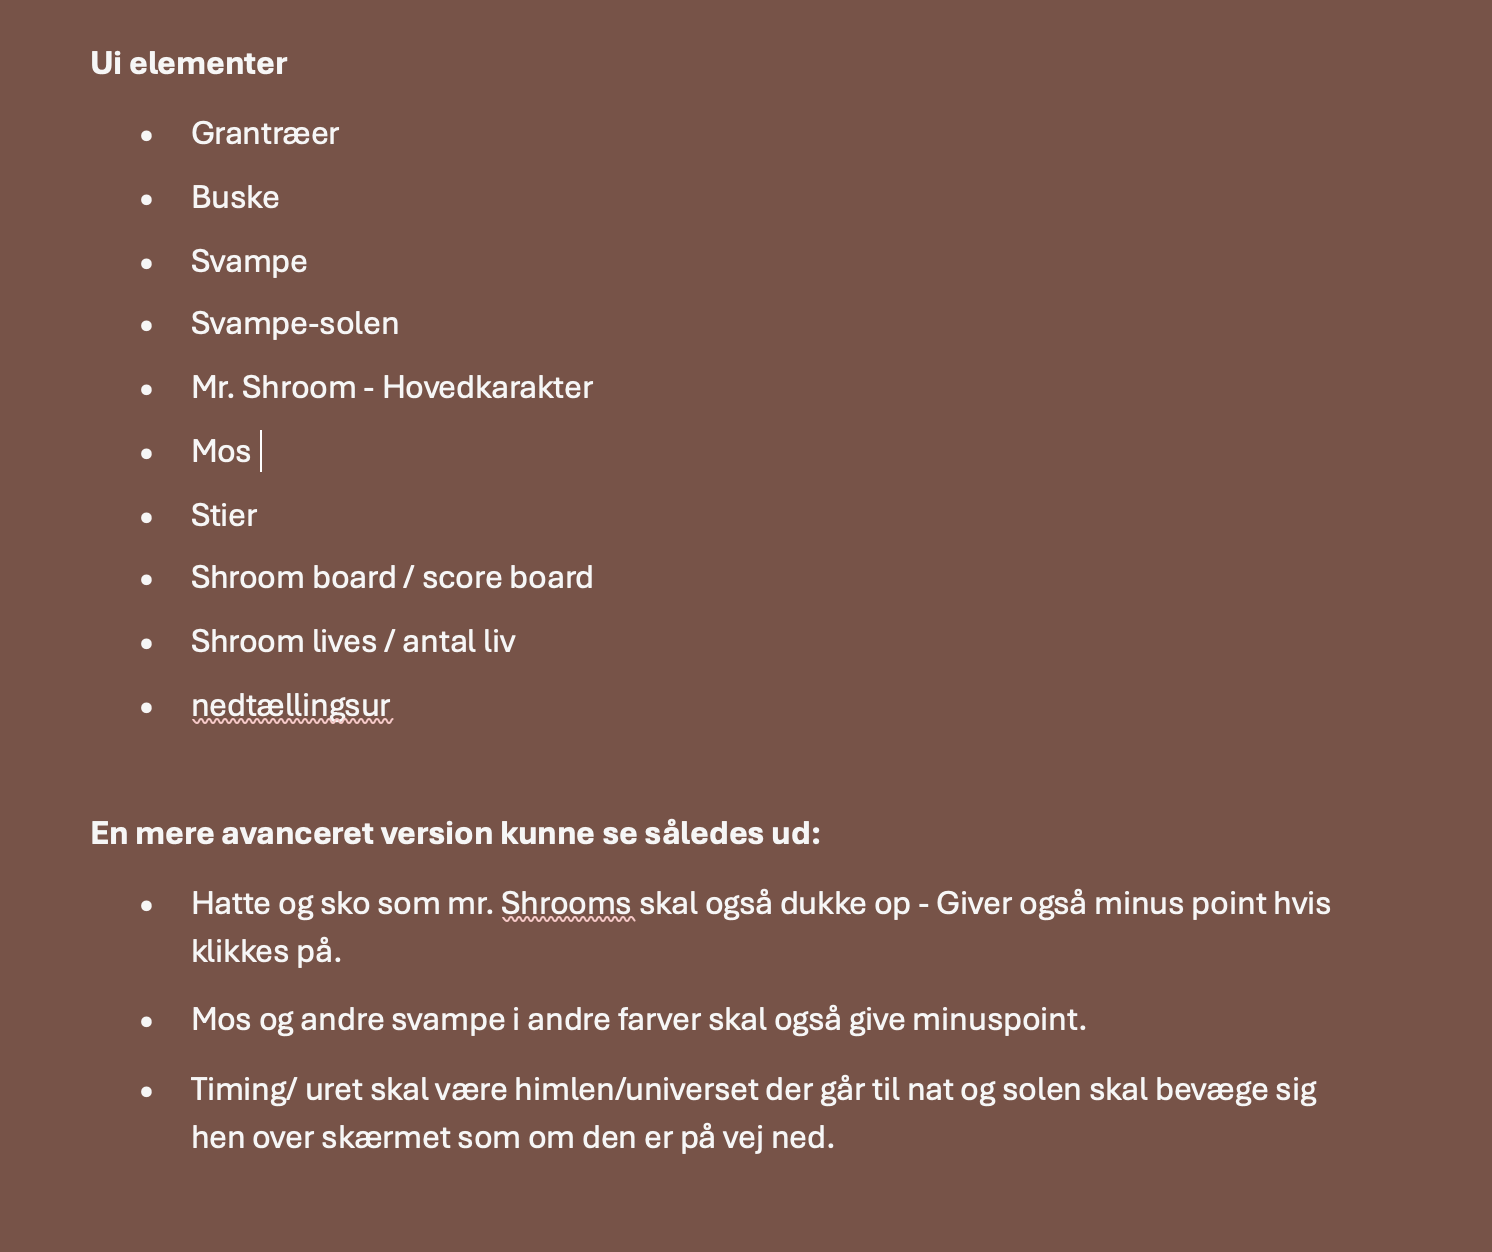 Ui elementer
• Grantræer
• Buske
• Svampe
• Svampe-solen
• Mr. Shroom - Hovedkarakter
• Mos
• Stier
• Shroom board / score board
• Shroom lives / antal liv
• nedtællingsur
En mere avanceret version kunne se således ud:
• Hatte og sko som mr. Shrooms skal også dukke op - Giver også minus point hvis
klikkes på.
• Mos og andre svampe i andre farver skal også give minuspoint.
• Timing/ uret skal være himlen/universet der går til nat og solen skal bevæge sig
hen over skærmet som om den er på vej ned.